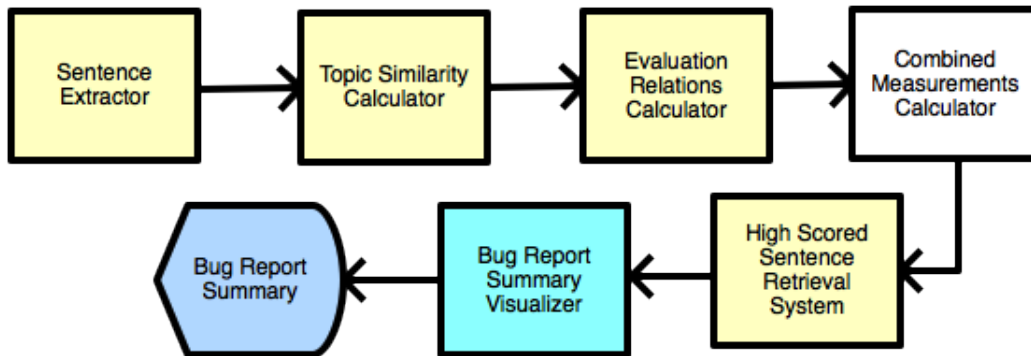 Sentence
Extractor
Topic Similarity
Calculator
Evaluation
Relations
Calculator
Combined
Measurements
Calculator
High Scored
Sentence
Retrieval
System
Bug Report
Summary
Visualizer
Bug Report
Summary